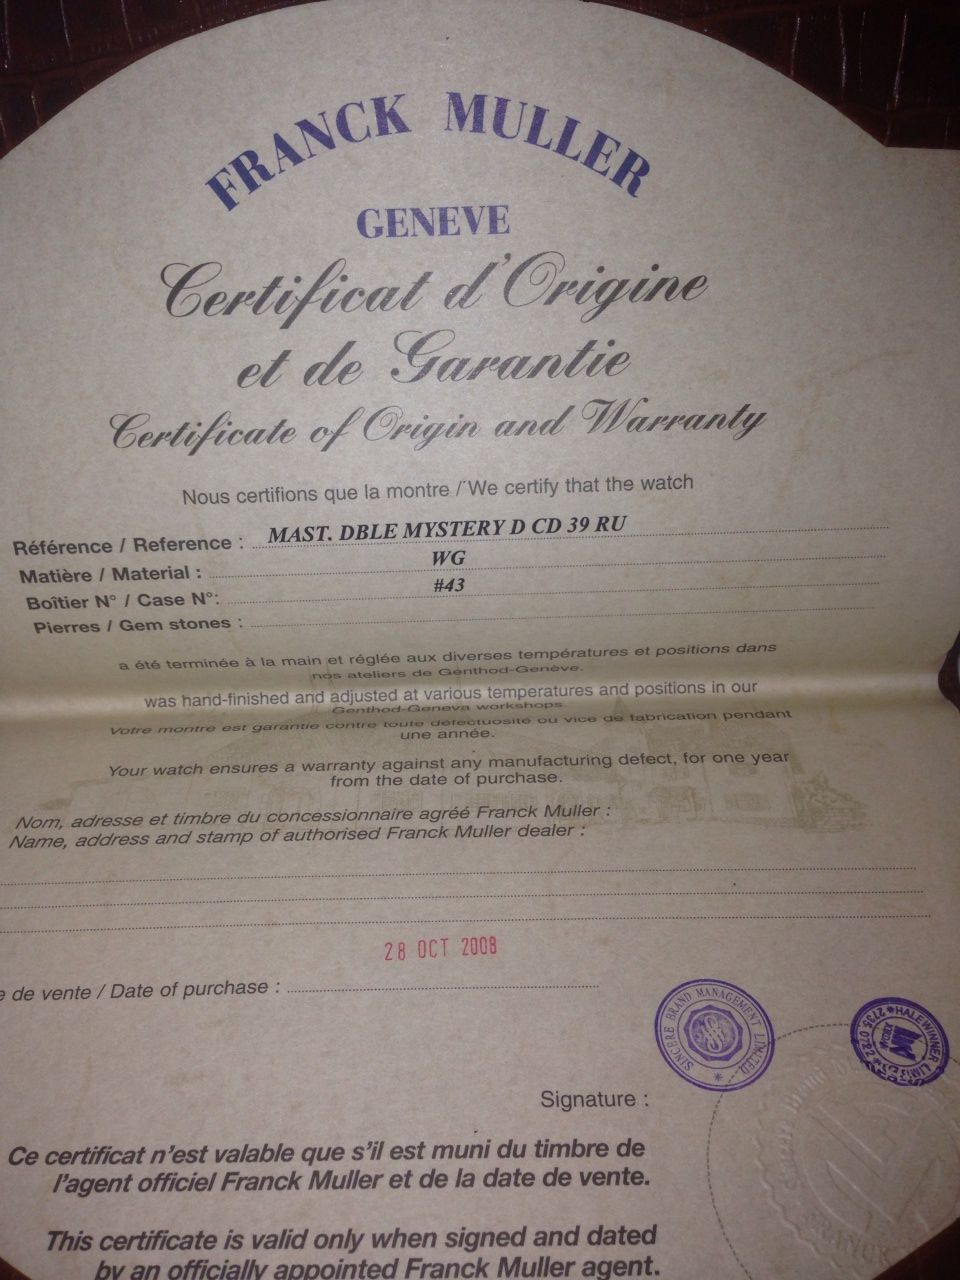 FRANCK MULLER
GENEVE
Certificat d'Origine
et de Garantie
Certificate of Origin and Warranty
Nous certifions que la montre / We certify that the watch
Référence / Reference : MAST. DBLE MYSTERY D CD 39 RU
Matière / Material : WG
Boîtier N° / Case N°: #43
Pierres / Gem stones :
a été terminée à la main et réglée aux diverses températures et positions dans
nos ateliers de Genthod-Genève.
was hand-finished and adjusted at various temperatures and positions in our
Genthod-Geneva workshops.
Votre montre est garantie contre toute défectuosité ou vice de fabrication pendant
une année.
Your watch ensures a warranty against any manufacturing defect, for one year
from the date of purchase.
Nom, adresse et timbre du concessionnaire agréé Franck Muller :
Name, address and stamp of authorised Franck Muller dealer :
28 OCT 2008
e de vente / Date of purchase :
SINCERE BRAND MANAGEMENT LIMITED
HALEWINNER
Signature :
Ce certificat n'est valable que s'il est muni du timbre de
l'agent officiel Franck Muller et de la date de vente.
This certificate is valid only when signed and dated
by an officially appointed Franck Muller agent.
FRANCK